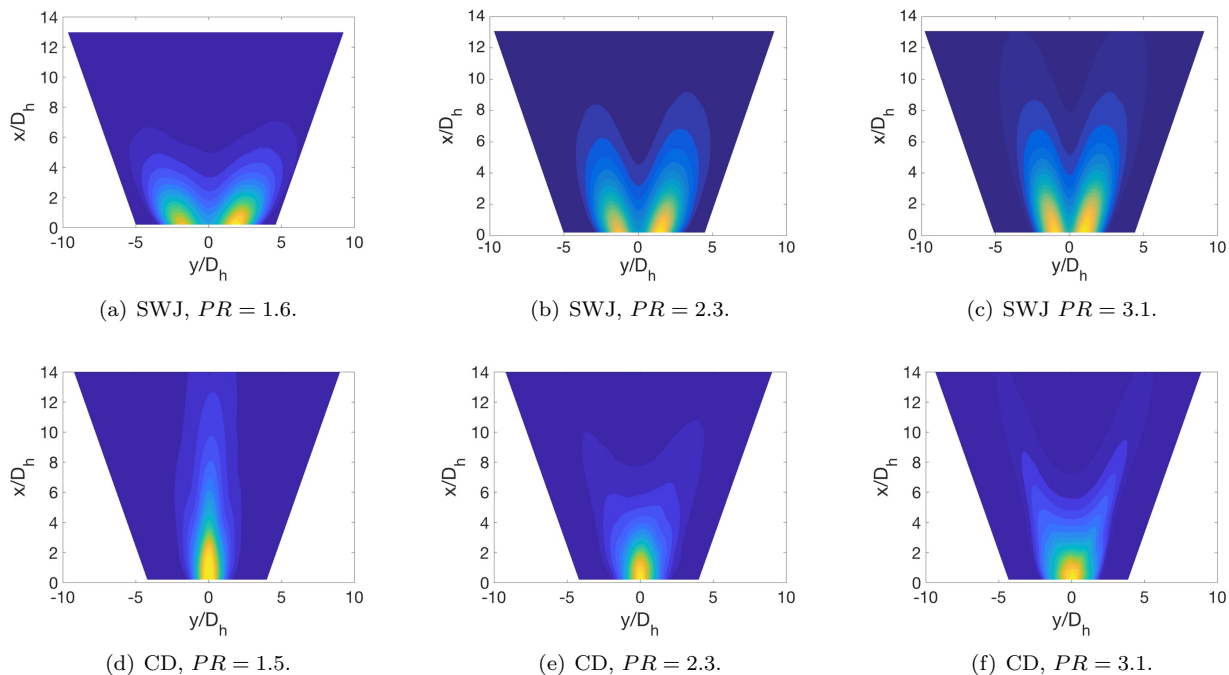 14
12
10
8
6
4
2
0
x/D_h
-10 -5 0 5 10
y/D_h
(a) SWJ, PR = 1.6.
14
12
10
8
6
4
2
0
x/D_h
-10 -5 0 5 10
y/D_h
(b) SWJ, PR = 2.3.
14
12
10
8
6
4
2
0
x/D_h
-10 -5 0 5 10
y/D_h
(c) SWJ PR = 3.1.
14
12
10
8
6
4
2
0
x/D_h
-10 -5 0 5 10
y/D_h
(d) CD, PR = 1.5.
14
12
10
8
6
4
2
0
x/D_h
-10 -5 0 5 10
y/D_h
(e) CD, PR = 2.3.
14
12
10
8
6
4
2
0
x/D_h
-10 -5 0 5 10
y/D_h
(f) CD, PR = 3.1.